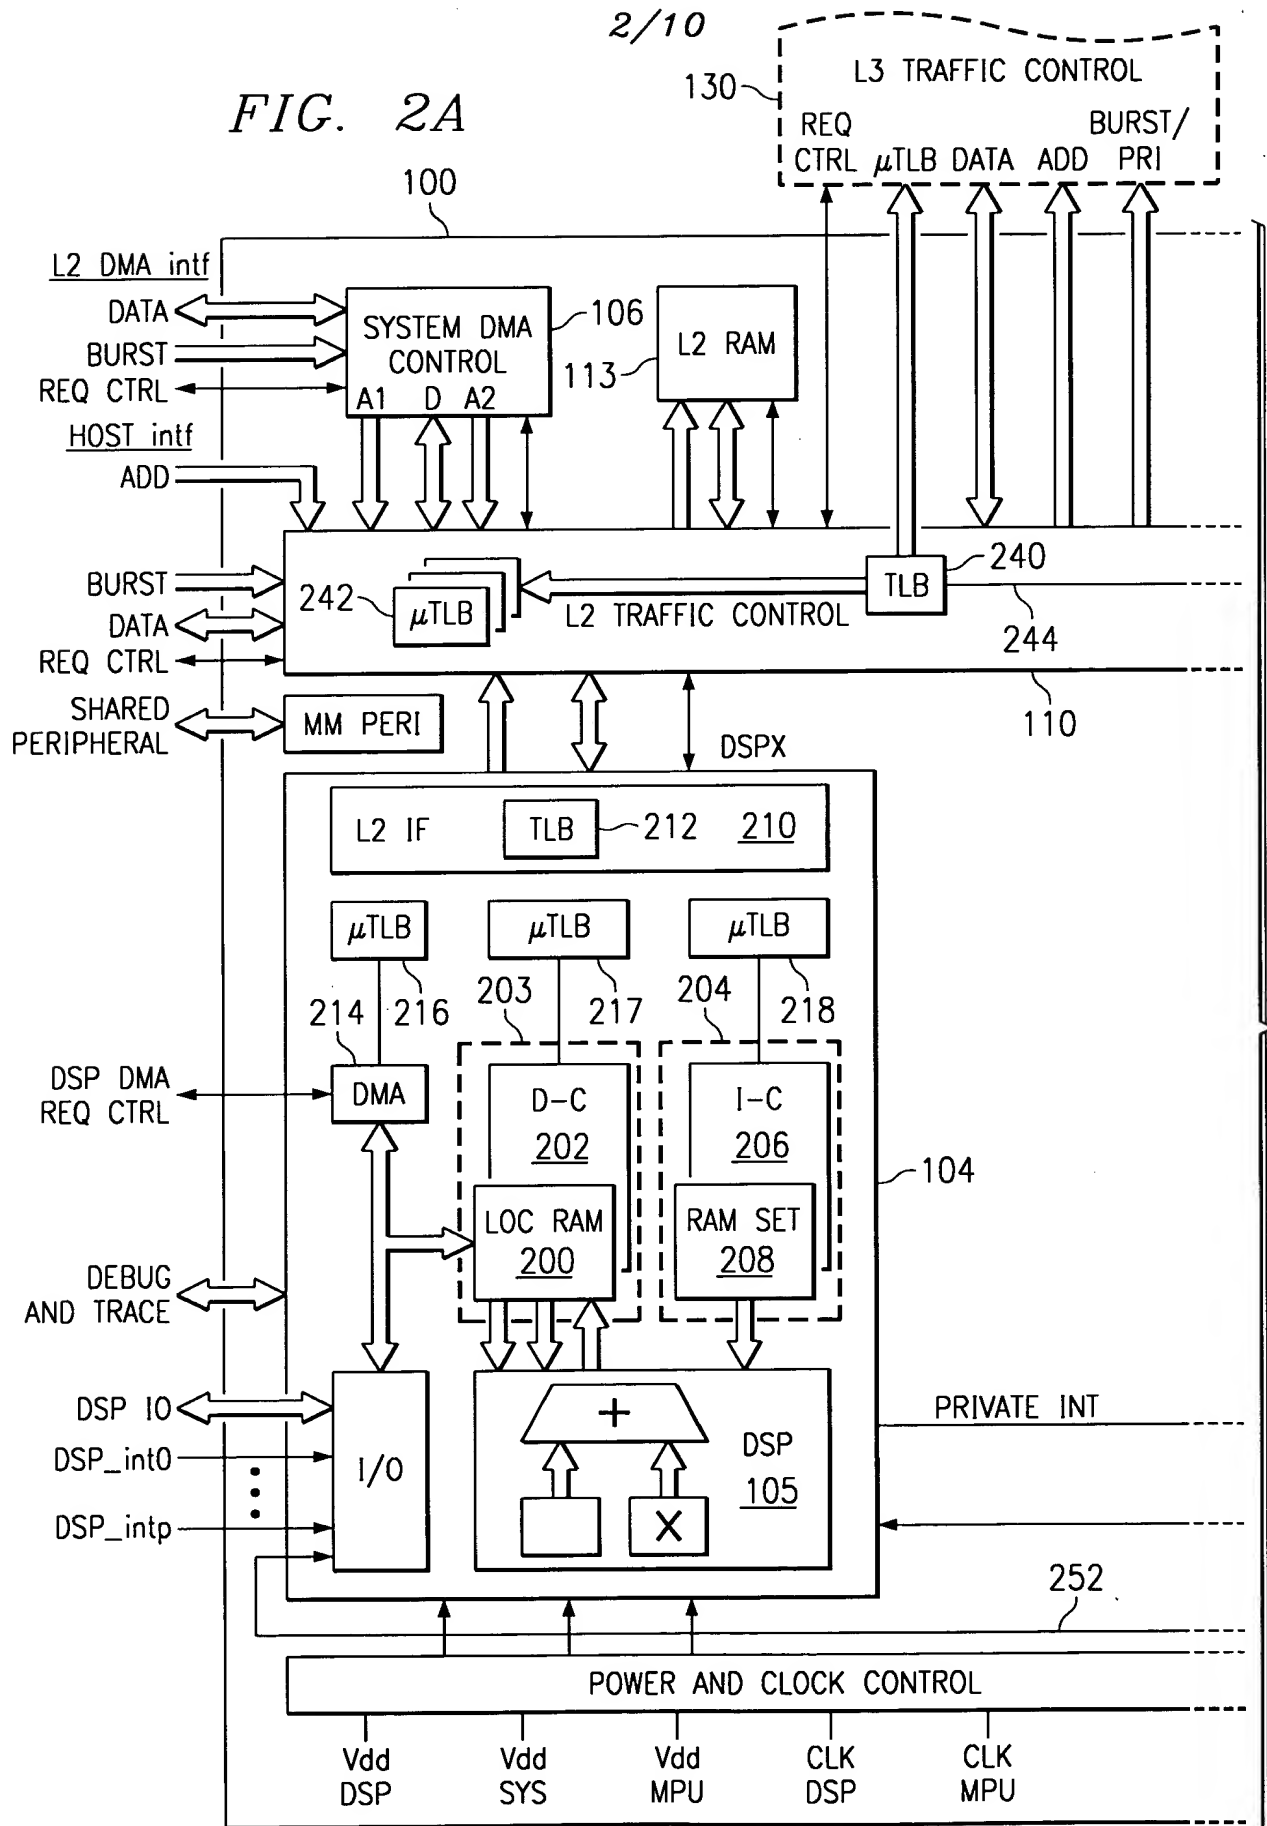 2/10
FIG. 2A
L3 TRAFFIC CONTROL
130
REQ
CTRL
μTLB
DATA
ADD
BURST/
PRI
100
L2 DMA intf
DATA
BURST
REQ CTRL
SYSTEM DMA
CONTROL
A1 D A2
106
L2 RAM
113
HOST intf
ADD
BURST
DATA
REQ CTRL
242
μTLB
L2 TRAFFIC CONTROL
TLB
240
244
110
SHARED
PERIPHERAL
MM PERI
DSPX
L2 IF
TLB
212
210
μTLB
μTLB
μTLB
214
216
203
217
204
218
DSP DMA
REQ CTRL
DMA
D-C
202
I-C
206
104
LOC RAM
200
RAM SET
208
DEBUG
AND TRACE
DSP IO
DSP_int0
DSP_intp
I/O
+
X
DSP
105
PRIVATE INT
252
POWER AND CLOCK CONTROL
Vdd
DSP
Vdd
SYS
Vdd
MPU
CLK
DSP
CLK
MPU